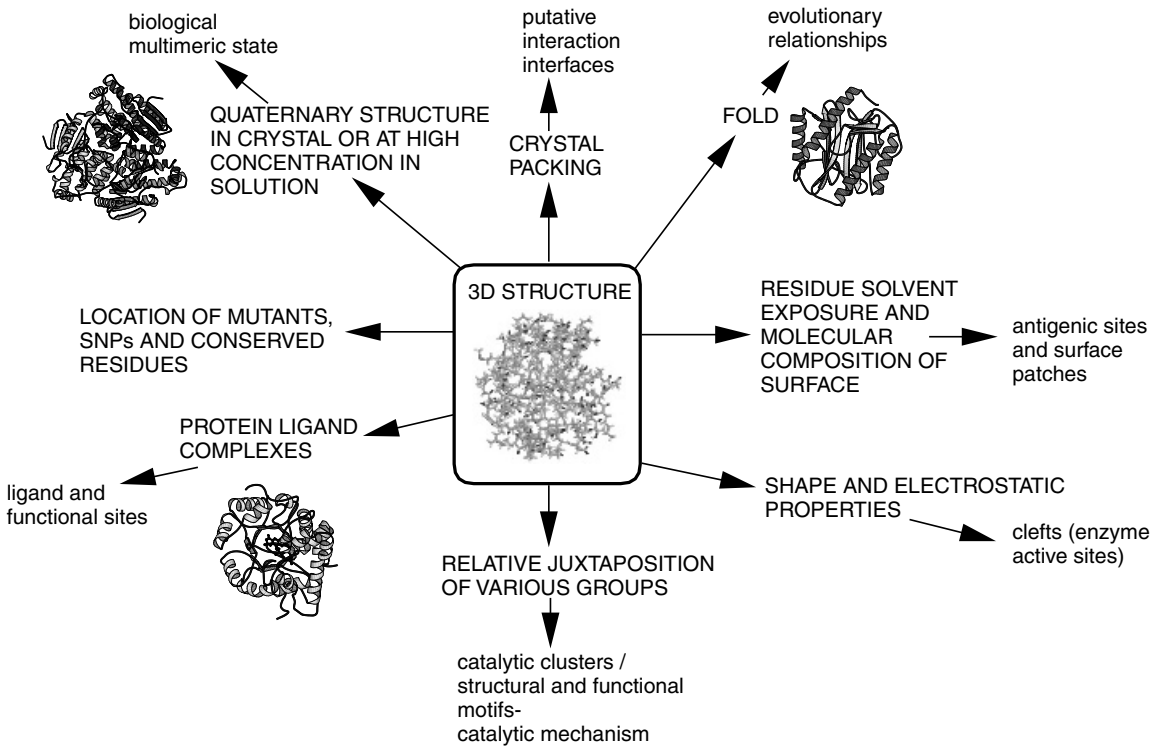 biological
multimeric state
QUATERNARY STRUCTURE
IN CRYSTAL OR AT HIGH
CONCENTRATION IN
SOLUTION
putative
interaction
interfaces
CRYSTAL
PACKING
evolutionary
relationships
FOLD
3D STRUCTURE
LOCATION OF MUTANTS,
SNPs AND CONSERVED
RESIDUES
RESIDUE SOLVENT
EXPOSURE AND
MOLECULAR
COMPOSITION OF
SURFACE
antigenic sites
and surface
patches
PROTEIN LIGAND
COMPLEXES
ligand and
functional sites
SHAPE AND ELECTROSTATIC
PROPERTIES
clefts (enzyme
active sites)
RELATIVE JUXTAPOSITION
OF VARIOUS GROUPS
catalytic clusters /
structural and functional
motifs-
catalytic mechanism